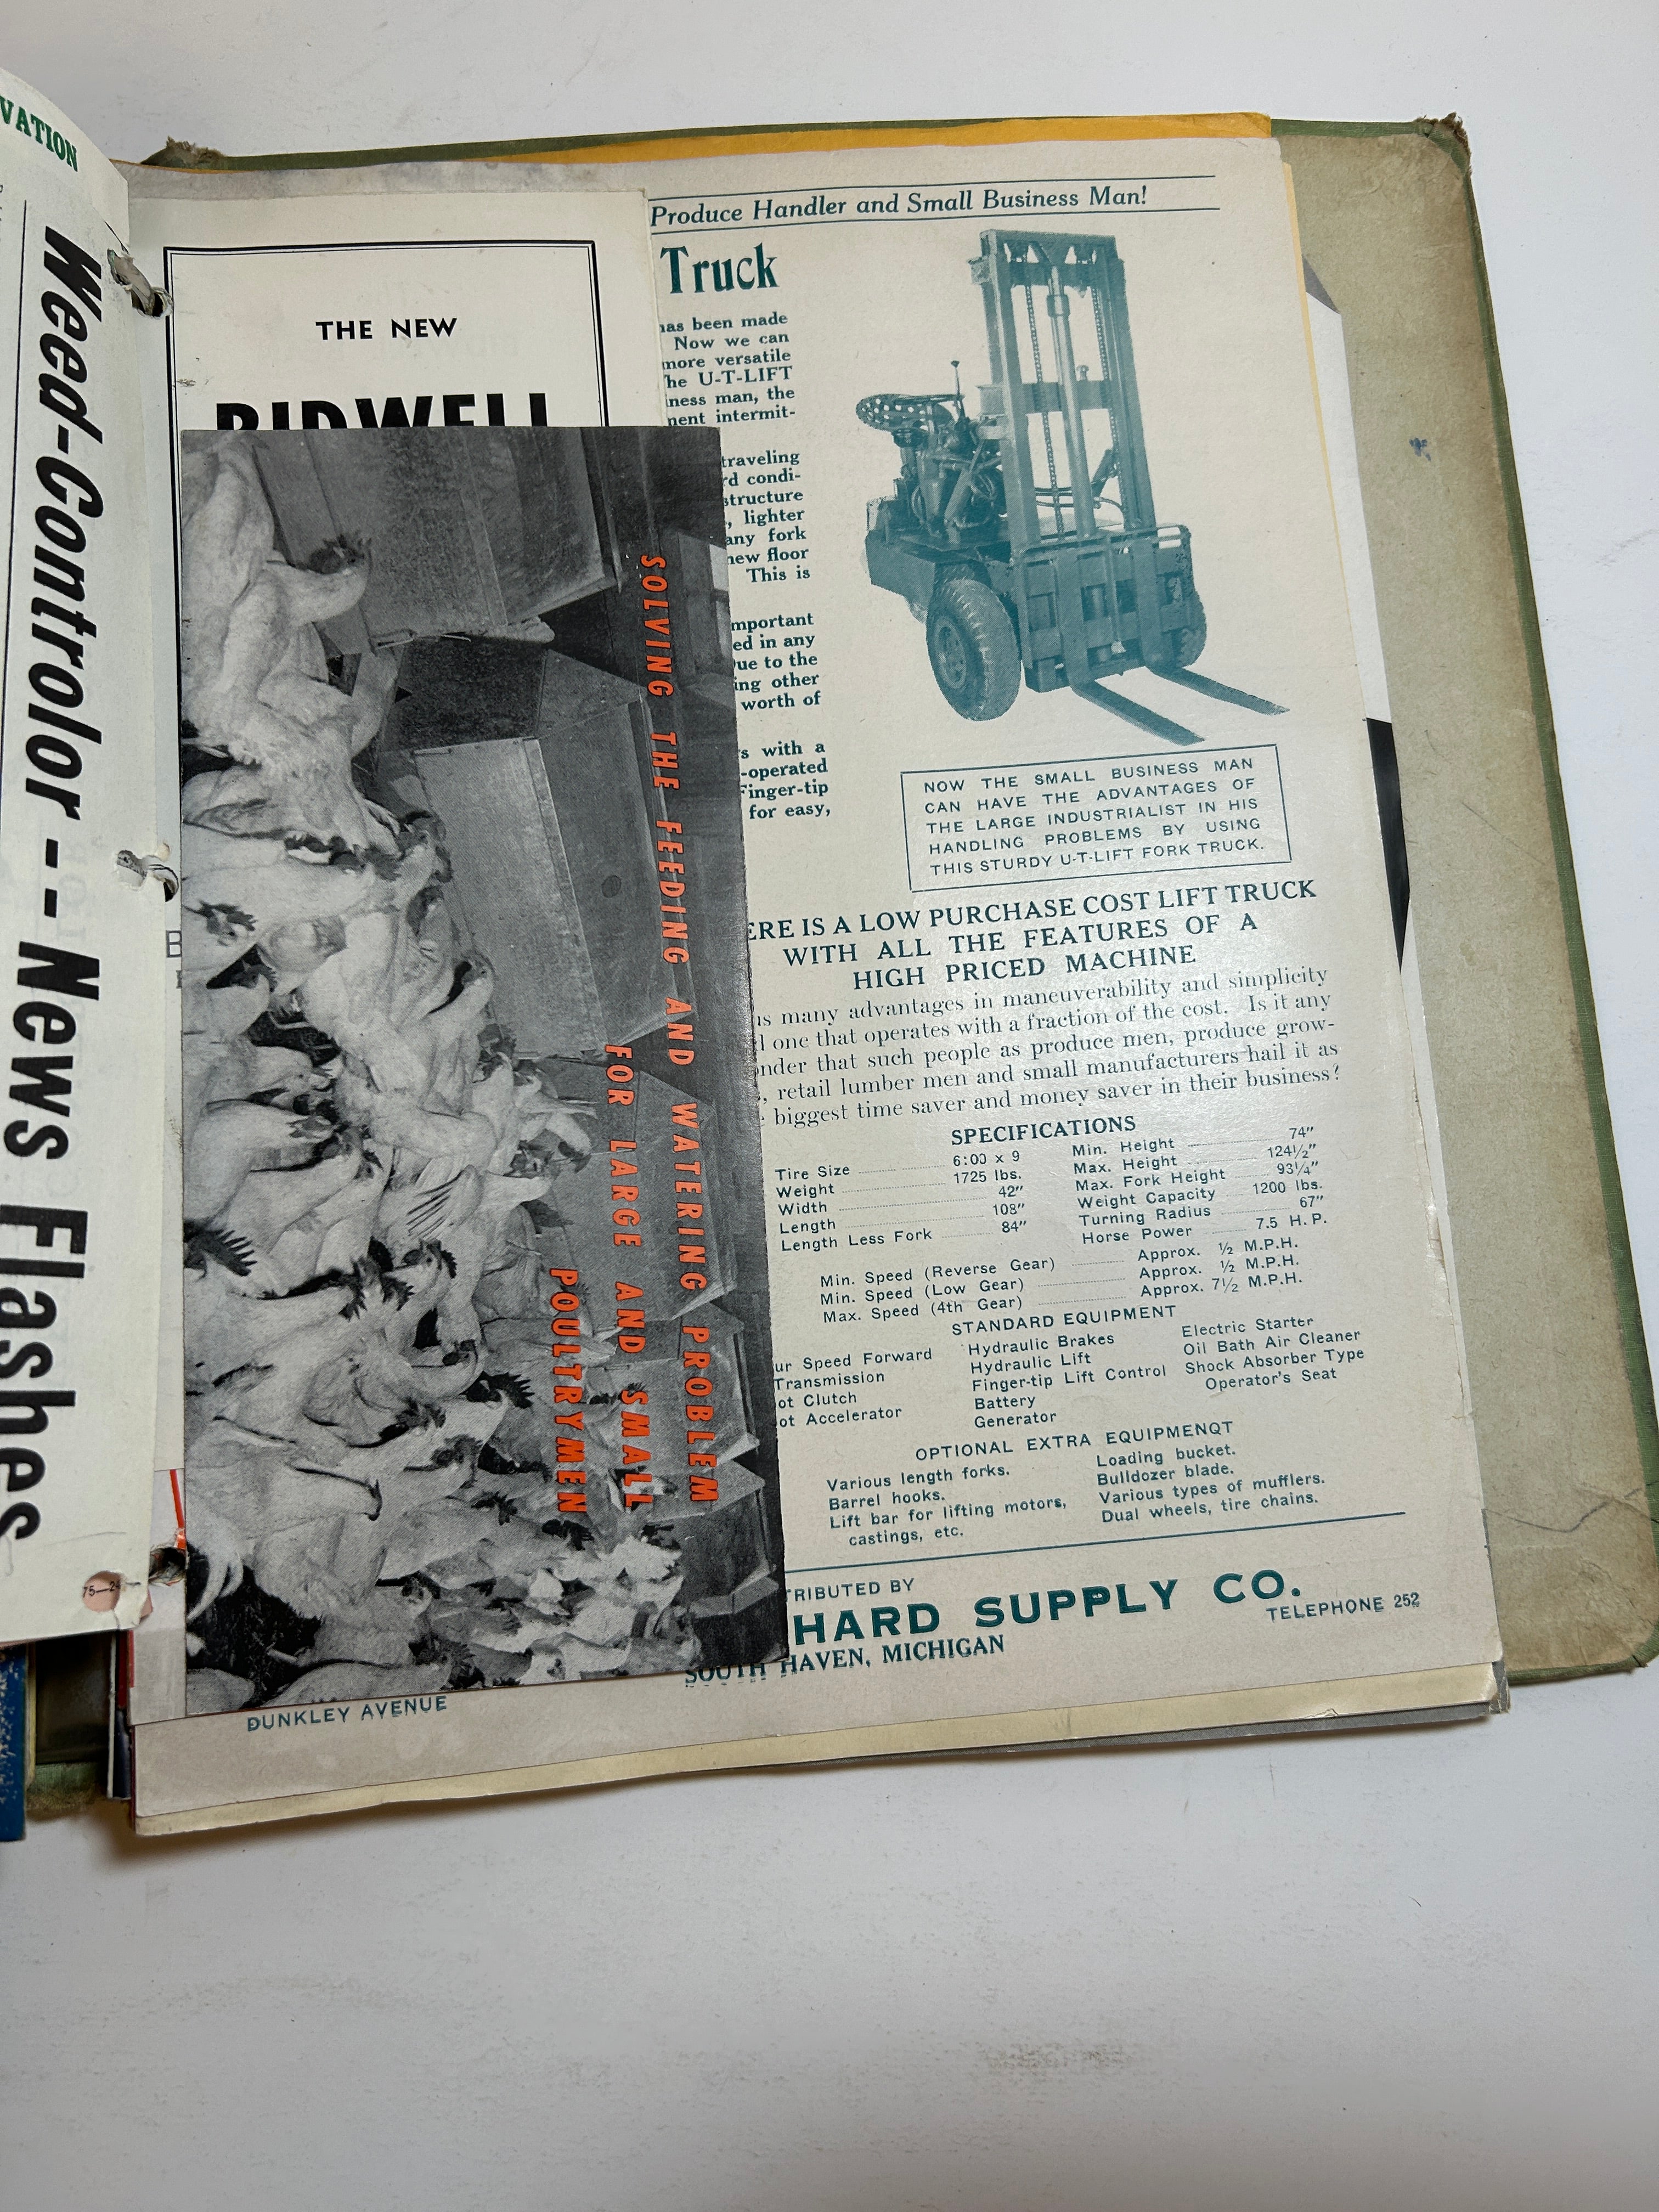 VATION
Weed-Controlor -- News Flashes
75—2
THE NEW
BIDWELL
SOLVING THE FEEDING AND WATERING PROBLEM
FOR LARGE AND SMALL
POULTRYMEN
Produce Handler and Small Business Man!
Truck
has been made
Now we can
more versatile
The U-T-LIFT
iness man, the
nent intermit-
traveling
rd condi-
structure
, lighter
any fork
new floor
This is
mportant
ed in any
Due to the
ing other
worth of
s with a
-operated
Finger-tip
for easy,
NOW THE SMALL BUSINESS MAN
CAN HAVE THE ADVANTAGES OF
THE LARGE INDUSTRIALIST IN HIS
HANDLING PROBLEMS BY USING
THIS STURDY U-T-LIFT FORK TRUCK.
ERE IS A LOW PURCHASE COST LIFT TRUCK
WITH ALL THE FEATURES OF A
HIGH PRICED MACHINE
as many advantages in maneuverability and simplicity
d one that operates with a fraction of the cost. Is it any
onder that such people as produce men, produce grow-
, retail lumber men and small manufacturers hail it as
e biggest time saver and money saver in their business?
SPECIFICATIONS
Tire Size 6:00 x 9
Weight 1725 lbs.
Width 42"
Length 108"
Length Less Fork 84"
Min. Height 74"
Max. Height 124½"
Max. Fork Height 93¼"
Weight Capacity 1200 lbs.
Turning Radius 67"
Horse Power 7.5 H.P.
Min. Speed (Reverse Gear) Approx. ½ M.P.H.
Min. Speed (Low Gear) Approx. ½ M.P.H.
Max. Speed (4th Gear) Approx. 7½ M.P.H.
STANDARD EQUIPMENT
ur Speed Forward
Transmission
ot Clutch
ot Accelerator
Hydraulic Brakes
Hydraulic Lift
Finger-tip Lift Control
Battery
Generator
Electric Starter
Oil Bath Air Cleaner
Shock Absorber Type
Operator's Seat
OPTIONAL EXTRA EQUIPMENQT
Various length forks.
Barrel hooks.
Lift bar for lifting motors,
castings, etc.
Loading bucket.
Bulldozer blade.
Various types of mufflers.
Dual wheels, tire chains.
TRIBUTED BY
HARD SUPPLY CO.
TELEPHONE 252
SOUTH HAVEN, MICHIGAN
DUNKLEY AVENUE